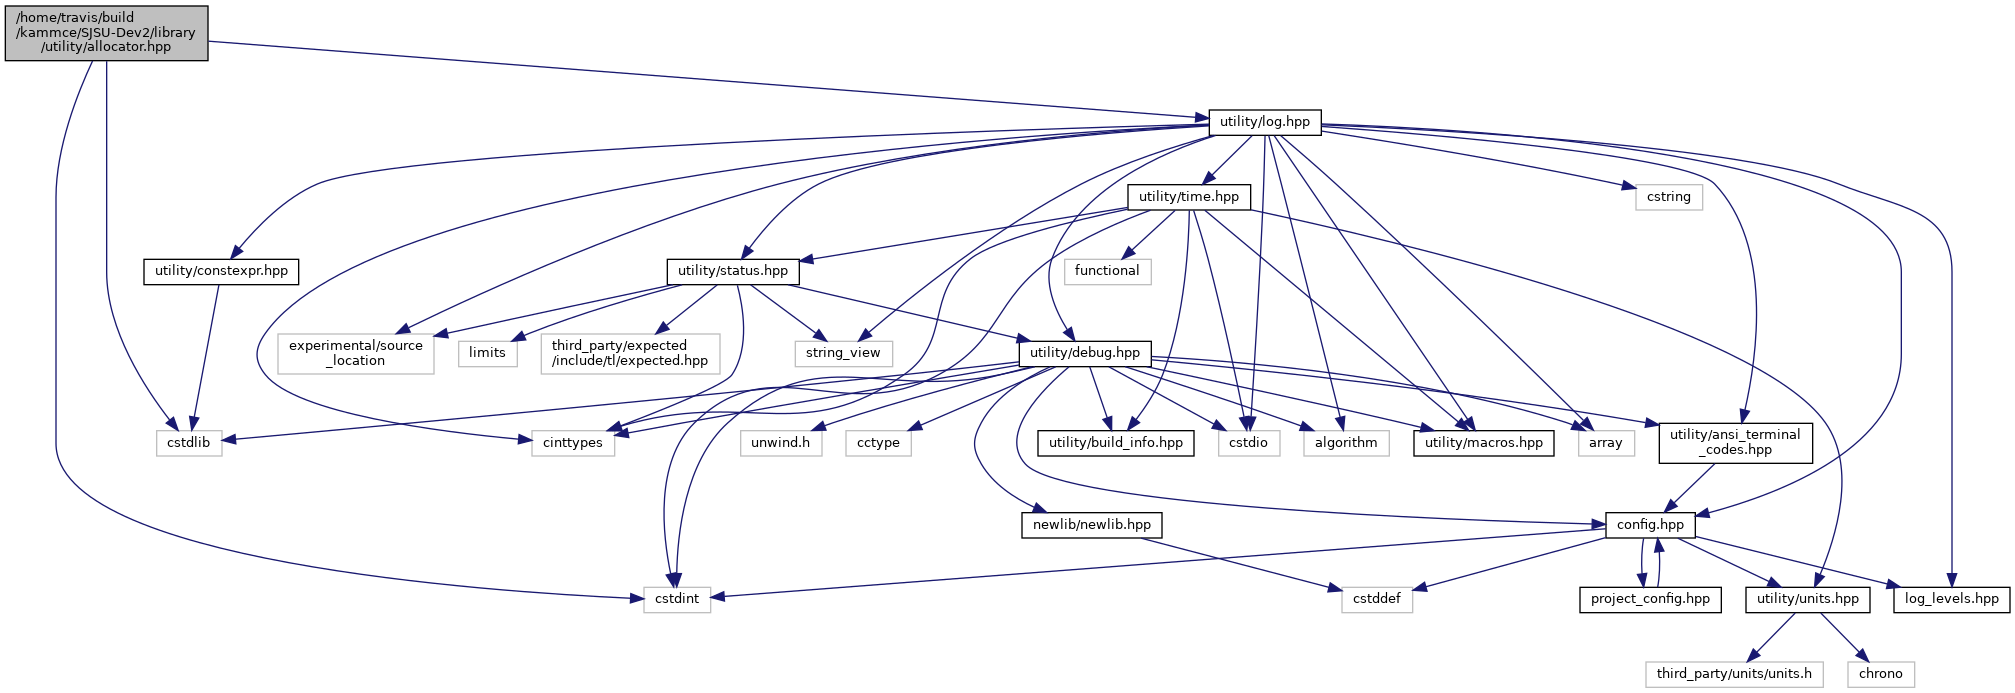 /home/travis/build
/kammce/SJSU-Dev2/library
/utility/allocator.hpp
utility/log.hpp
utility/time.hpp
cstring
utility/constexpr.hpp
utility/status.hpp
functional
experimental/source
_location
limits
third_party/expected
/include/tl/expected.hpp
string_view
utility/debug.hpp
cstdlib
cinttypes
unwind.h
cctype
utility/build_info.hpp
cstdio
algorithm
utility/macros.hpp
array
utility/ansi_terminal
_codes.hpp
newlib/newlib.hpp
config.hpp
cstdint
cstddef
project_config.hpp
utility/units.hpp
log_levels.hpp
third_party/units/units.h
chrono